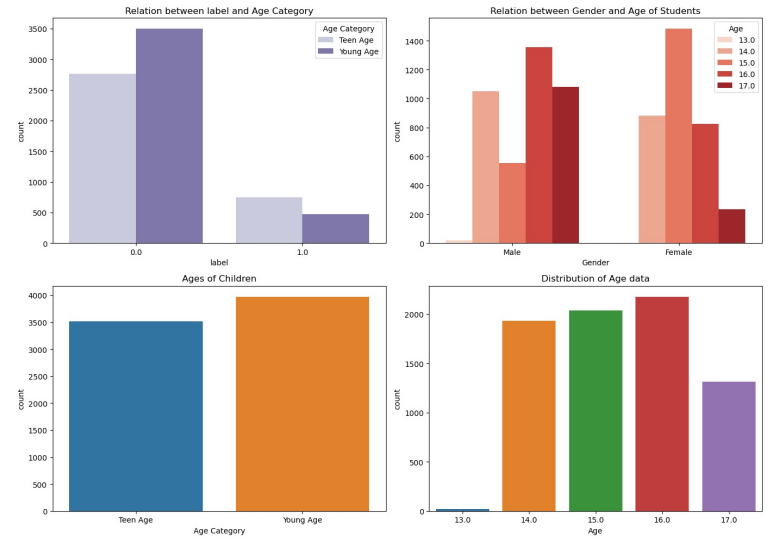 Relation between label and Age Category
3500
3000
2500
2000
1500
1000
500
0
count
0.0
1.0
label
Age Category
Teen Age
Young Age
Relation between Gender and Age of Students
1400
1200
1000
800
600
400
200
0
count
Male
Female
Gender
Age
13.0
14.0
15.0
16.0
17.0
Ages of Children
4000
3500
3000
2500
2000
1500
1000
500
0
count
Teen Age
Young Age
Age Category
Distribution of Age data
2000
1500
1000
500
0
count
13.0
14.0
15.0
16.0
17.0
Age